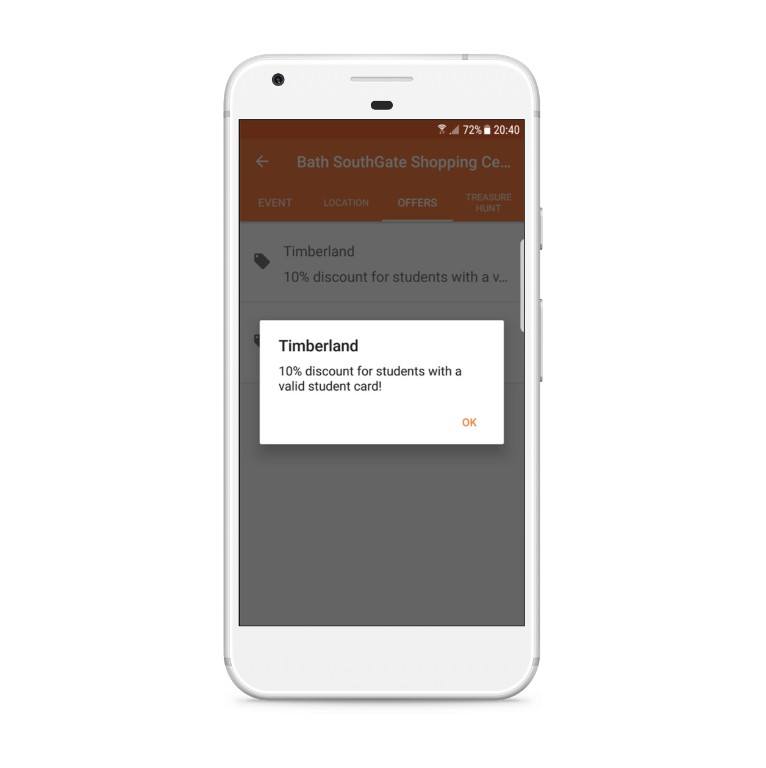 72% 20:40
Bath SouthGate Shopping Ce...
EVENT LOCATION OFFERS TREASURE
HUNT
Timberland
10% discount for students with a v...
Timberland
10% discount for students with a
valid student card!
OK